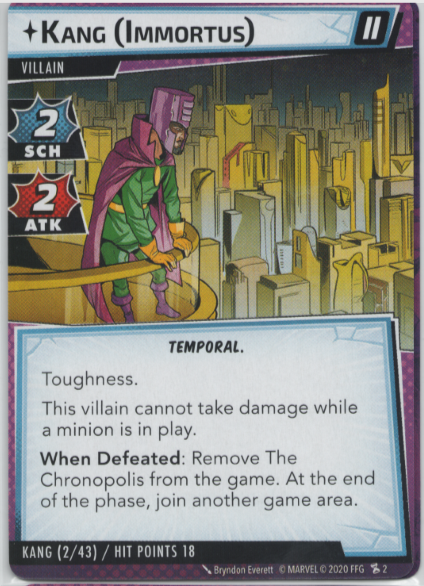 KANG (IMMORTUS)
II
VILLAIN
2
SCH
2
ATK
TEMPORAL.
Toughness.
This villain cannot take damage while
a minion is in play.
When Defeated: Remove The
Chronopolis from the game. At the end
of the phase, join another game area.
KANG (2/43) / HIT POINTS 18
Bryndon Everett © MARVEL © 2020 FFG 2